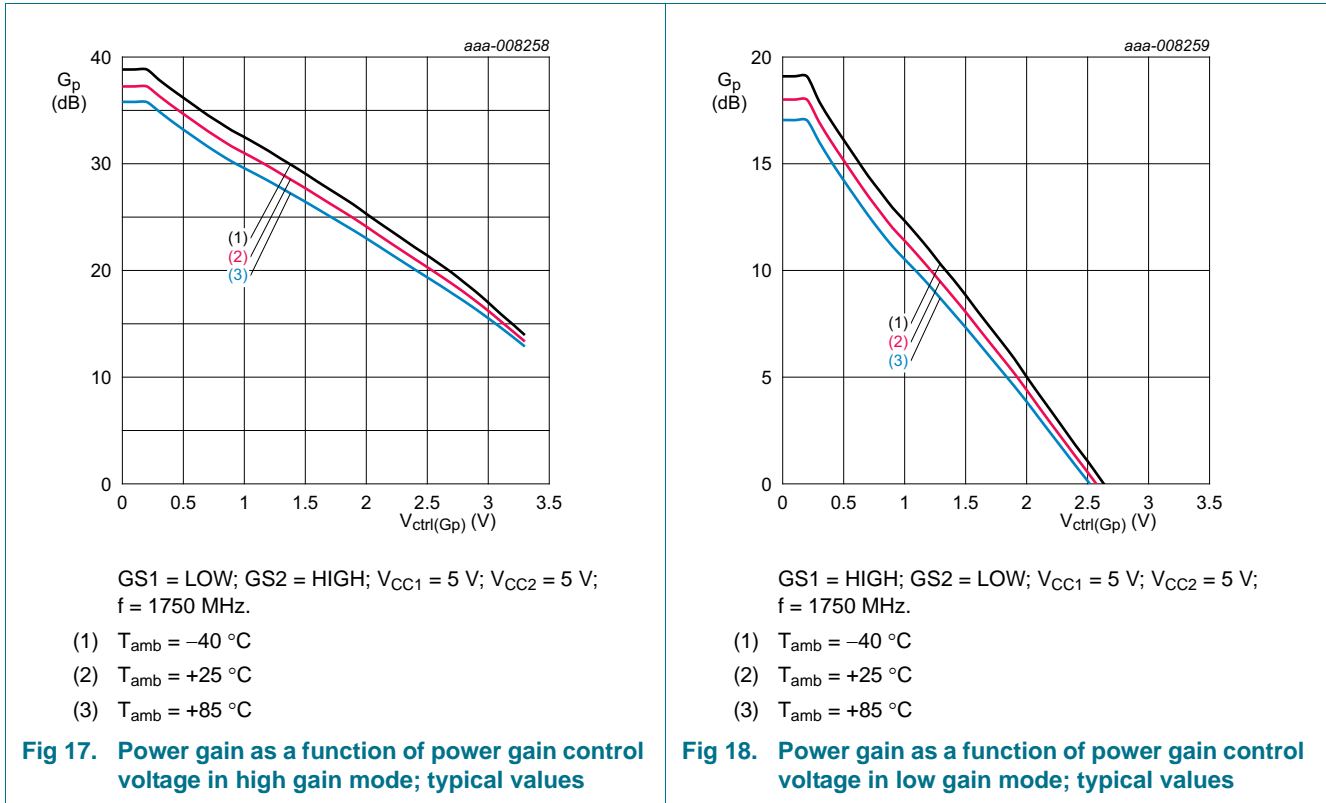 aaa-008258
40
Gp
(dB)
30
(1)
(2)
(3)
20
10
0
0 0.5 1 1.5 2 2.5 3 3.5
Vctrl(Gp) (V)
GS1 = LOW; GS2 = HIGH; VCC1 = 5 V; VCC2 = 5 V;
f = 1750 MHz.
(1) Tamb = −40 °C
(2) Tamb = +25 °C
(3) Tamb = +85 °C
Fig 17. Power gain as a function of power gain control
voltage in high gain mode; typical values
aaa-008259
20
Gp
(dB)
15
10
(1)
(2)
(3)
5
0
0 0.5 1 1.5 2 2.5 3 3.5
Vctrl(Gp) (V)
GS1 = HIGH; GS2 = LOW; VCC1 = 5 V; VCC2 = 5 V;
f = 1750 MHz.
(1) Tamb = −40 °C
(2) Tamb = +25 °C
(3) Tamb = +85 °C
Fig 18. Power gain as a function of power gain control
voltage in low gain mode; typical values